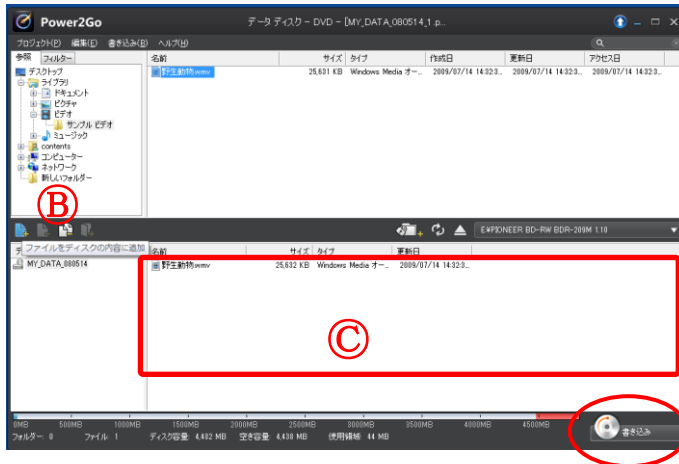 Power2Go データ ディスク - DVD - [MY_DATA_080514_1.p...
プロジェクト(P) 編集(E) 書き込み(B) ヘルプ(H)
参照 フィルター 名前 サイズ タイプ 作成日 更新日 アクセス日
デスクトップ 野生動物.wmv 25,631 KB Windows Media オー... 2009/07/14 14:32:3... 2009/07/14 14:32:3... 2009/07/14 14:32:3...
ライブラリ
ドキュメント
ピクチャ
ビデオ
サンプル ビデオ
ミュージック
contents
コンピューター
ネットワーク
新しいフォルダー
Ⓑ
E:¥PIONEER BD-RW BDR-209M 1.10
ファイルをディスクの内容に追加 名前 サイズ タイプ 更新日
MY_DATA_080514 野生動物.wmv 25,632 KB Windows Media オー... 2009/07/14 14:32:3...
Ⓒ
0MB 500MB 1000MB 1500MB 2000MB 2500MB 3000MB 3500MB 4000MB 4500MB
フォルダー: 0 ファイル: 1 ディスク容量: 4,482 MB 空き容量: 4,438 MB 使用領域: 44 MB
書き込み